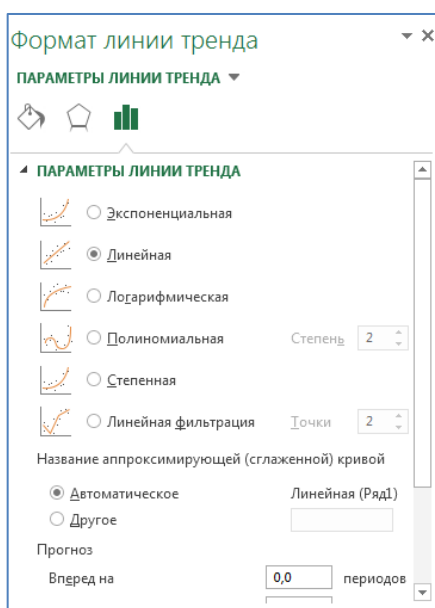 Формат линии тренда
ПАРАМЕТРЫ ЛИНИИ ТРЕНДА
ПАРАМЕТРЫ ЛИНИИ ТРЕНДА
Экспоненциальная
Линейная
Логарифмическая
Полиномиальная Степень 2
Степенная
Линейная фильтрация Точки 2
Название аппроксимирующей (сглаженной) кривой
Автоматическое Линейная (Ряд1)
Другое
Прогноз
Вперед на 0,0 периодов